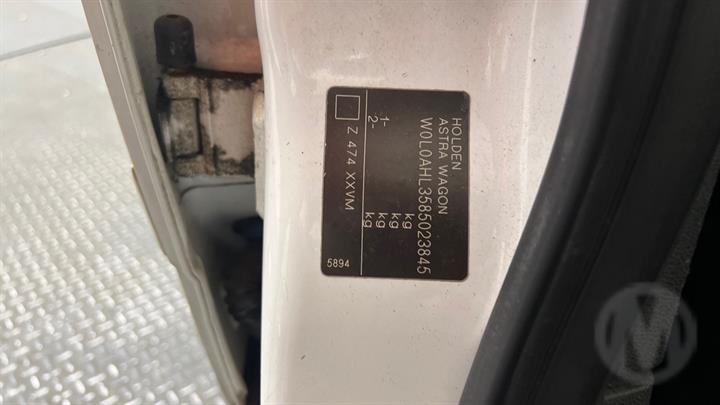 HOLDEN
ASTRA WAGON
W0L0AHL3585023845
kg
kg
1- kg
2- kg
Z 474 XXVM
5894